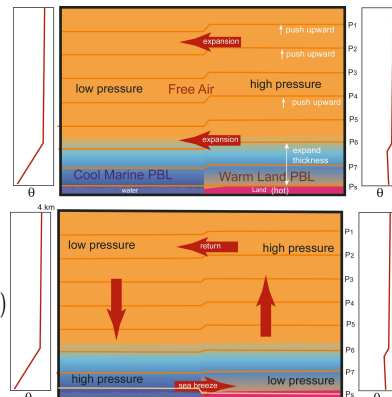 P1
push upward
expansion
P2
push upward
P3
low pressure
Free Air
high pressure
P4
push upward
P5
P6
expansion
expand
thickness
P7
Cool Marine PBL
Warm Land PBL
water
Land (hot)
P8
θ
θ
4 km
P1
low pressure
return
high pressure
P2
P3
)
P4
P5
P6
P7
high pressure
sea breeze
low pressure
P8
θ
θ